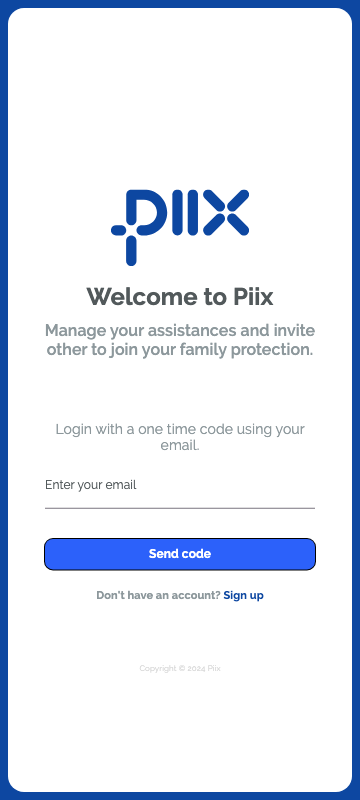 piix
Welcome to Piix
Manage your assistances and invite
other to join your family protection.
Login with a one time code using your
email.
Enter your email
Send code
Don't have an account? Sign up
Copyright © 2024 Piix